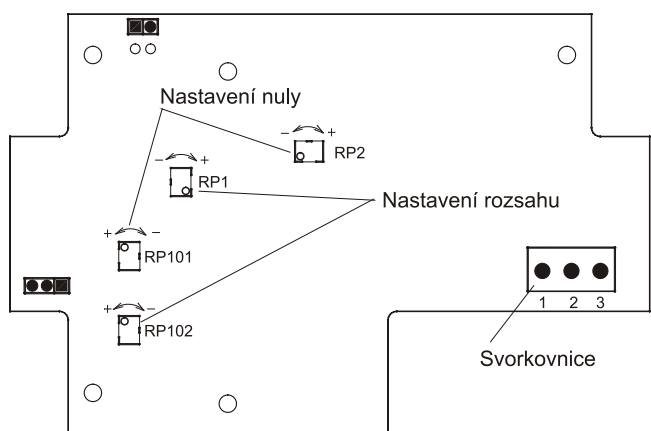 Nastavení nuly
- +
RP2
- +
RP1
Nastavení rozsahu
+ -
RP101
+ -
RP102
1 2 3
Svorkovnice